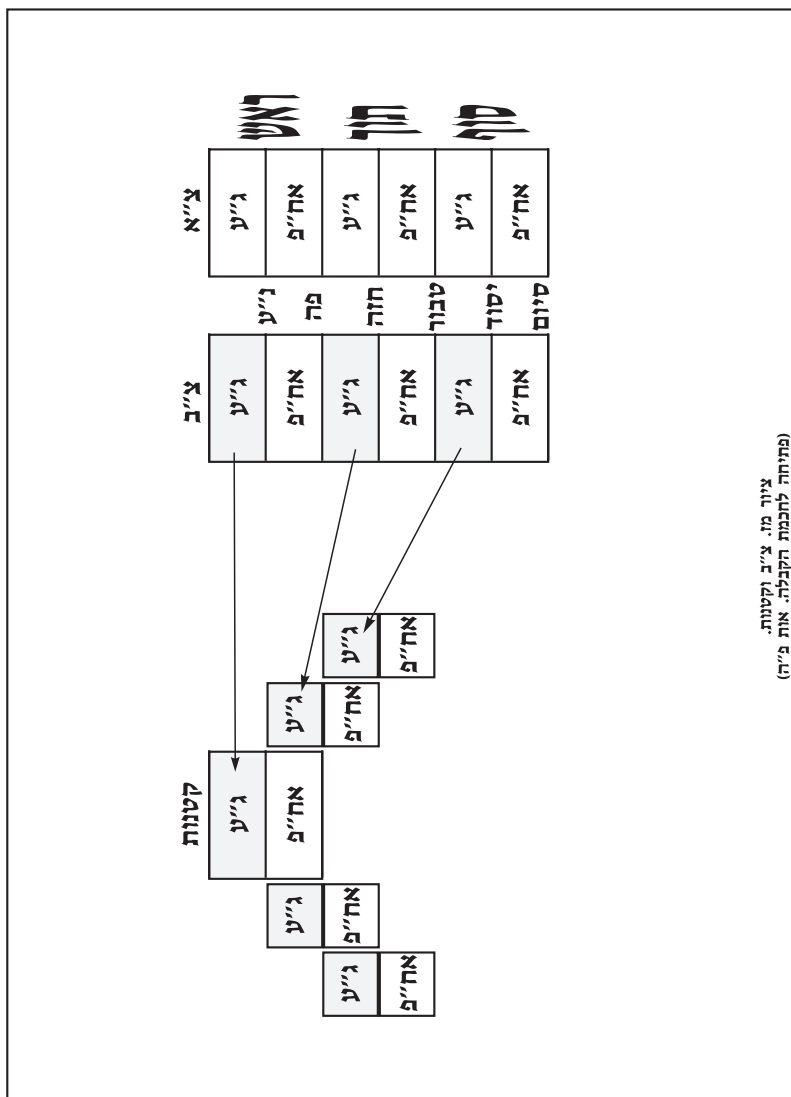 ראש
תוך
סוף
צ"א
ג"ע
אח"פ
ג"ע
אח"פ
ג"ע
אח"פ
נ"ע
פה
חזה
טבור
יסוד
סיום
צ"ב
ג"ע
אח"פ
ג"ע
אח"פ
ג"ע
אח"פ
ג"ע
אח"פ
ג"ע
אח"פ
קטנות
ג"ע
אח"פ
ג"ע
אח"פ
ג"ע
אח"פ
ציור מז. צ"ב וקטנות.
(פתיחה לחכמת הקבלה. אות פ"ה)